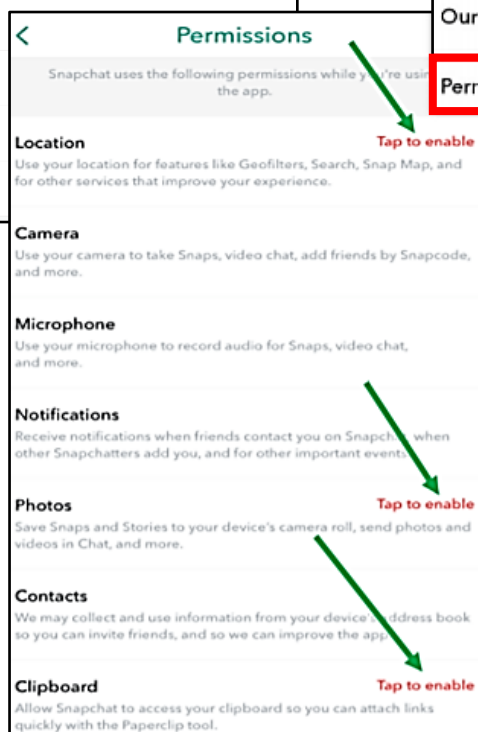 Our
Permissions
Perm
Snapchat uses the following permissions while you're using
the app.
Location Tap to enable
Use your location for features like Geofilters, Search, Snap Map, and
for other services that improve your experience.
Camera
Use your camera to take Snaps, video chat, add friends by Snapcode,
and more.
Microphone
Use your microphone to record audio for Snaps, video chat,
and more.
Notifications
Receive notifications when friends contact you on Snapchat, when
other Snapchatters add you, and for other important events.
Photos Tap to enable
Save Snaps and Stories to your device's camera roll, send photos and
videos in Chat, and more.
Contacts
We may collect and use information from your device's address book
so you can invite friends, and so we can improve the app
Clipboard Tap to enable
Allow Snapchat to access your clipboard so you can attach links
quickly with the Paperclip tool.